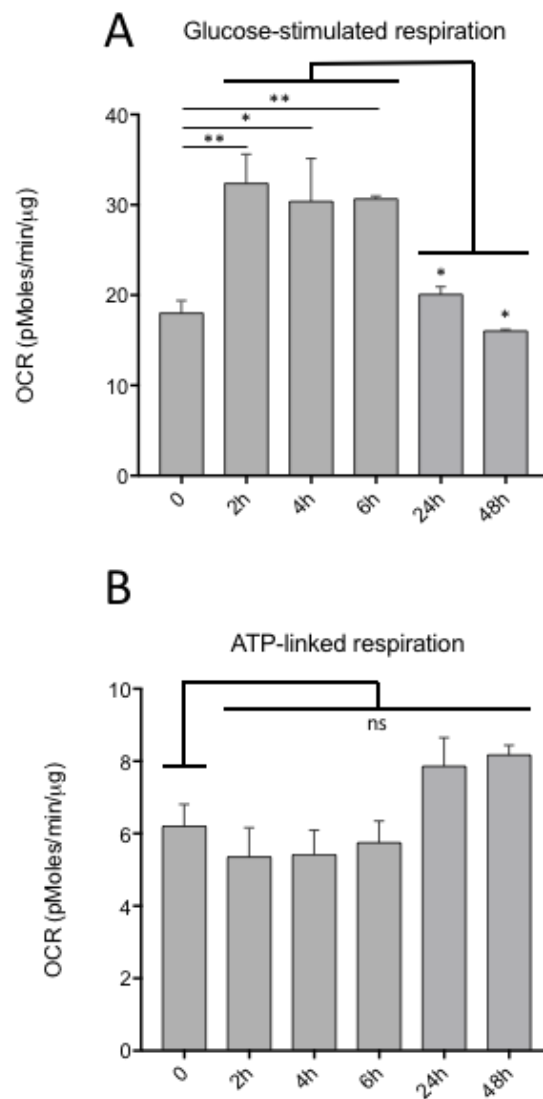 A
Glucose-stimulated respiration
OCR (pMoles/min/µg)
40
30
20
10
0
**
*
**
*
*
0 2h 4h 6h 24h 48h
B
ATP-linked respiration
OCR (pMoles/min/µg)
10
8
6
4
2
0
ns
0 2h 4h 6h 24h 48h